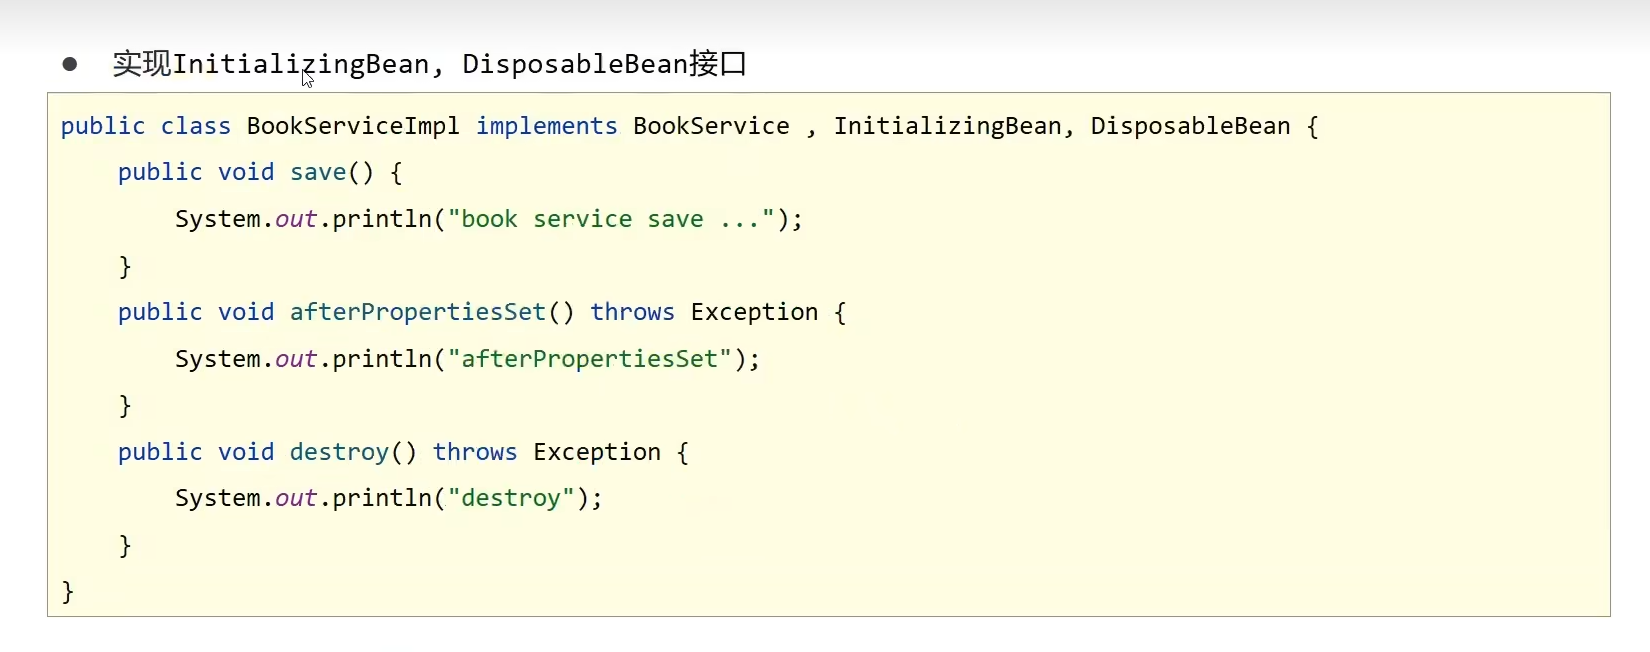 ● 实现InitializingBean, DisposableBean接口
public class BookServiceImpl implements BookService , InitializingBean, DisposableBean {
    public void save() {
        System.out.println("book service save ...");
    }
    public void afterPropertiesSet() throws Exception {
        System.out.println("afterPropertiesSet");
    }
    public void destroy() throws Exception {
        System.out.println("destroy");
    }
}